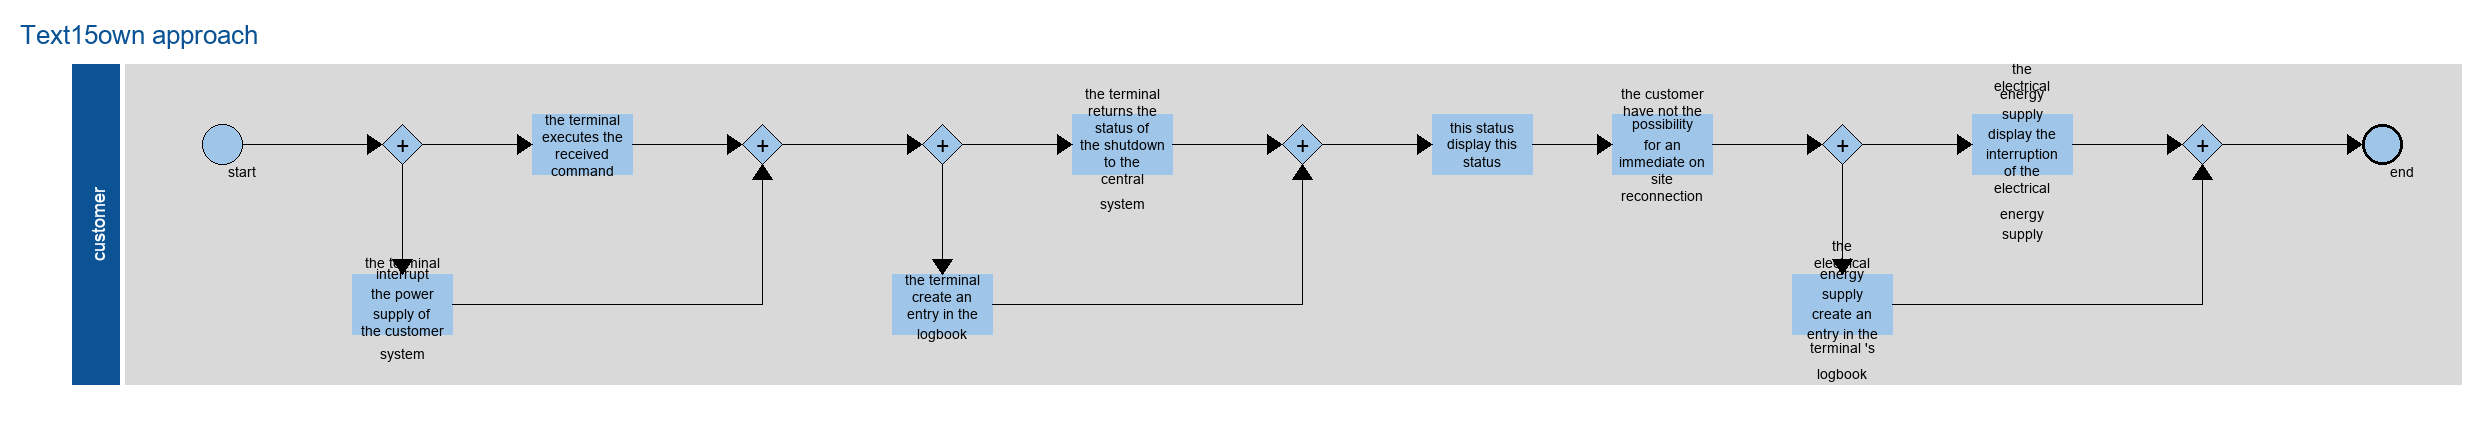 Text15own approach
customer
start
+
the terminal
executes the
received
command
the terminal
interrupt
the power
supply of
the customer
system
+
+
the terminal
returns the
status of
the shutdown
to the
central
system
the terminal
create an
entry in the
logbook
+
this status
display this
status
the customer
have not the
possibility
for an
immediate on
site
reconnection
+
the
electrical
energy
supply
display the
interruption
of the
electrical
energy
supply
the
electrical
energy
supply
create an
entry in the
terminal 's
logbook
+
end